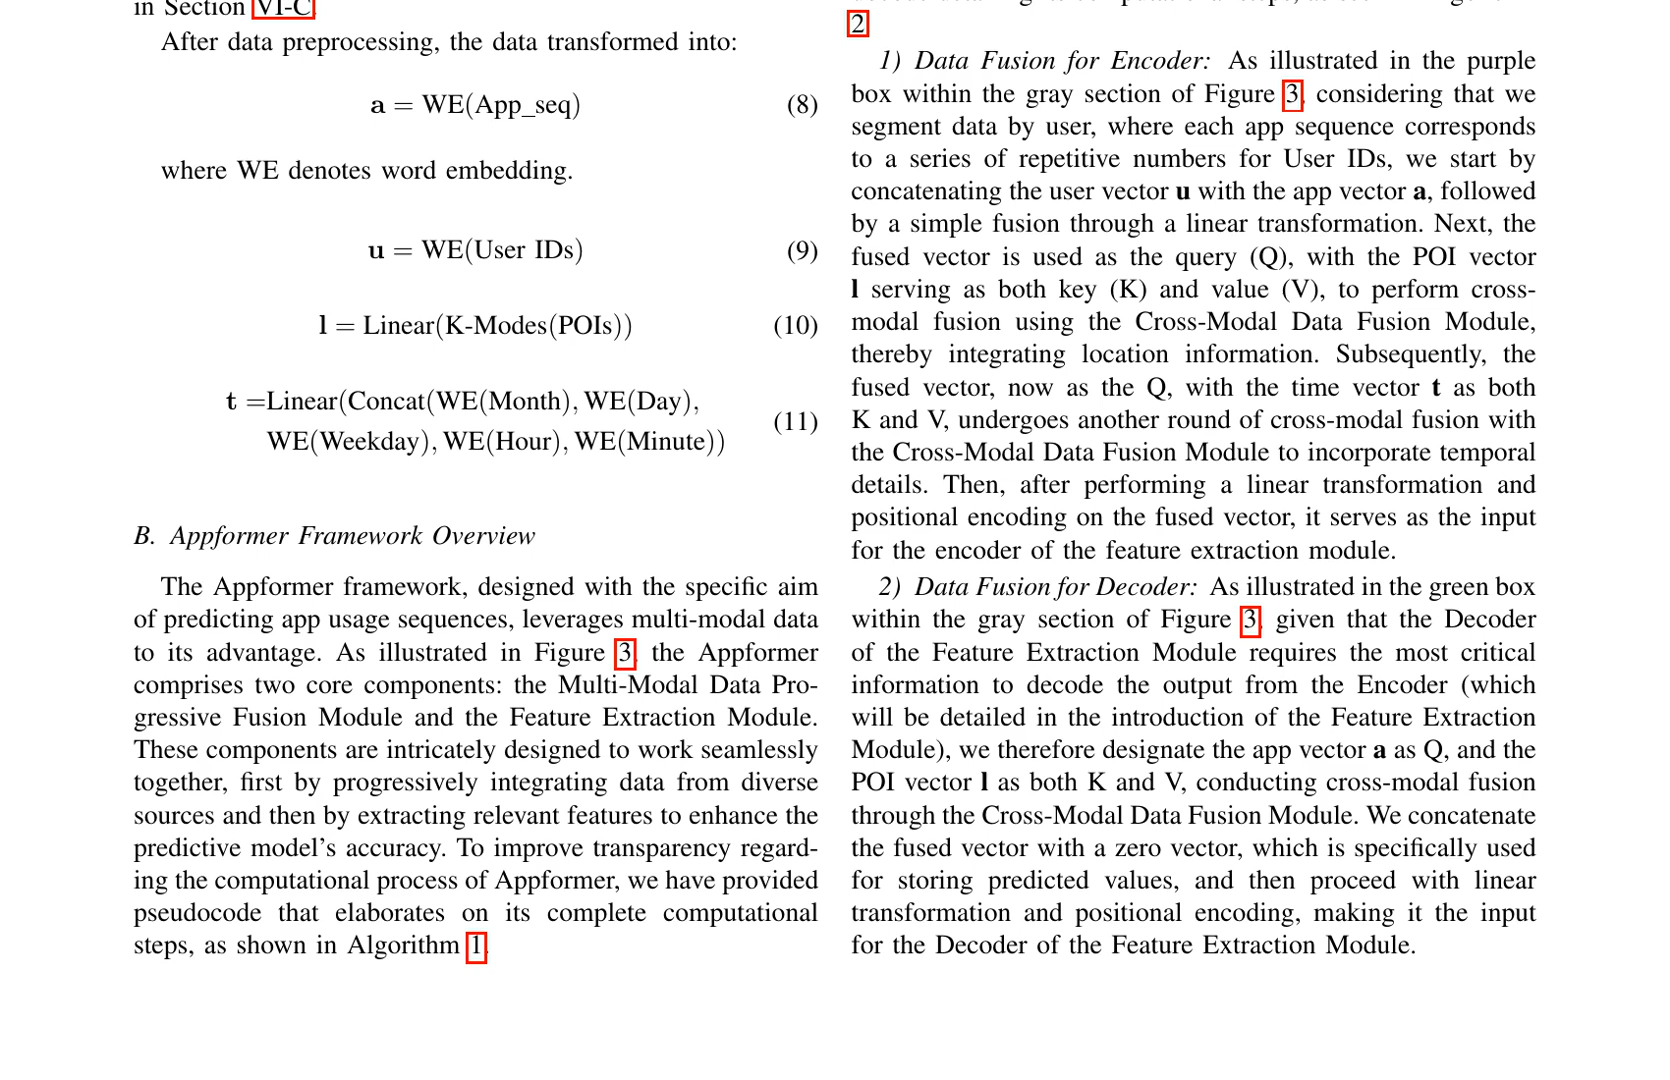 in Section VI-C.
After data preprocessing, the data transformed into:
a = WE(App_seq) (8)
where WE denotes word embedding.
u = WE(User IDs) (9)
l = Linear(K-Modes(POIs)) (10)
t =Linear(Concat(WE(Month), WE(Day),
WE(Weekday), WE(Hour), WE(Minute)) (11)
B. Appformer Framework Overview
The Appformer framework, designed with the specific aim
of predicting app usage sequences, leverages multi-modal data
to its advantage. As illustrated in Figure 3, the Appformer
comprises two core components: the Multi-Modal Data Pro-
gressive Fusion Module and the Feature Extraction Module.
These components are intricately designed to work seamlessly
together, first by progressively integrating data from diverse
sources and then by extracting relevant features to enhance the
predictive model's accuracy. To improve transparency regard-
ing the computational process of Appformer, we have provided
pseudocode that elaborates on its complete computational
steps, as shown in Algorithm 1.
2.
1) Data Fusion for Encoder: As illustrated in the purple
box within the gray section of Figure 3, considering that we
segment data by user, where each app sequence corresponds
to a series of repetitive numbers for User IDs, we start by
concatenating the user vector u with the app vector a, followed
by a simple fusion through a linear transformation. Next, the
fused vector is used as the query (Q), with the POI vector
l serving as both key (K) and value (V), to perform cross-
modal fusion using the Cross-Modal Data Fusion Module,
thereby integrating location information. Subsequently, the
fused vector, now as the Q, with the time vector t as both
K and V, undergoes another round of cross-modal fusion with
the Cross-Modal Data Fusion Module to incorporate temporal
details. Then, after performing a linear transformation and
positional encoding on the fused vector, it serves as the input
for the encoder of the feature extraction module.
2) Data Fusion for Decoder: As illustrated in the green box
within the gray section of Figure 3, given that the Decoder
of the Feature Extraction Module requires the most critical
information to decode the output from the Encoder (which
will be detailed in the introduction of the Feature Extraction
Module), we therefore designate the app vector a as Q, and the
POI vector l as both K and V, conducting cross-modal fusion
through the Cross-Modal Data Fusion Module. We concatenate
the fused vector with a zero vector, which is specifically used
for storing predicted values, and then proceed with linear
transformation and positional encoding, making it the input
for the Decoder of the Feature Extraction Module.